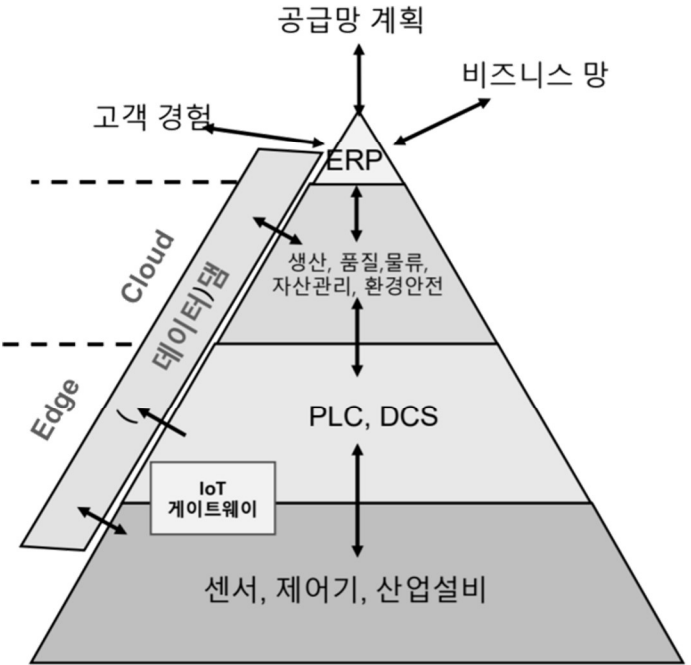 공급망 계획
비즈니스 망
고객 경험
ERP
Cloud
생산, 품질,물류,
자산관리, 환경안전
(데이터)댐
Edge
PLC, DCS
IoT
게이트웨이
센서, 제어기, 산업설비